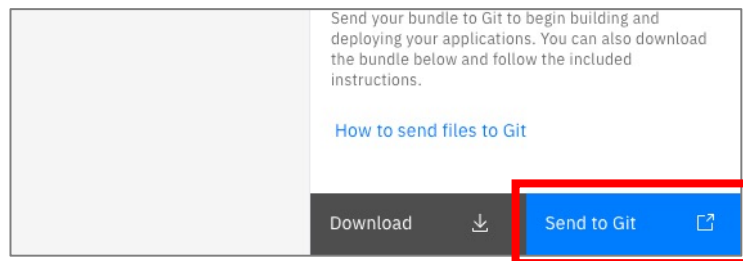 Send your bundle to Git to begin building and
deploying your applications. You can also download
the bundle below and follow the included
instructions.
How to send files to Git
Download
Send to Git